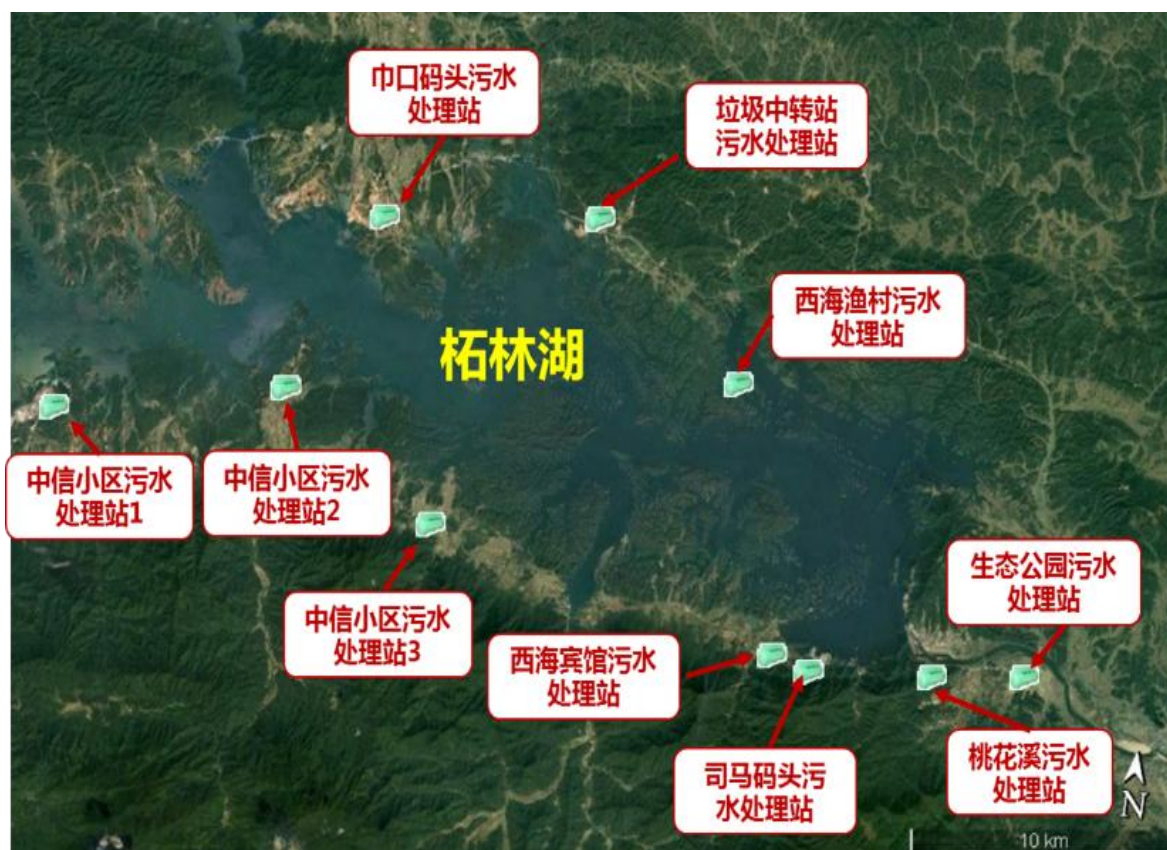 巾口码头污水
处理站
垃圾中转站
污水处理站
西海渔村污水
处理站
柘林湖
中信小区污水
处理站1
中信小区污水
处理站2
中信小区污水
处理站3
西海宾馆污水
处理站
司马码头污
水处理站
生态公园污水
处理站
桃花溪污水
处理站
N
10 km